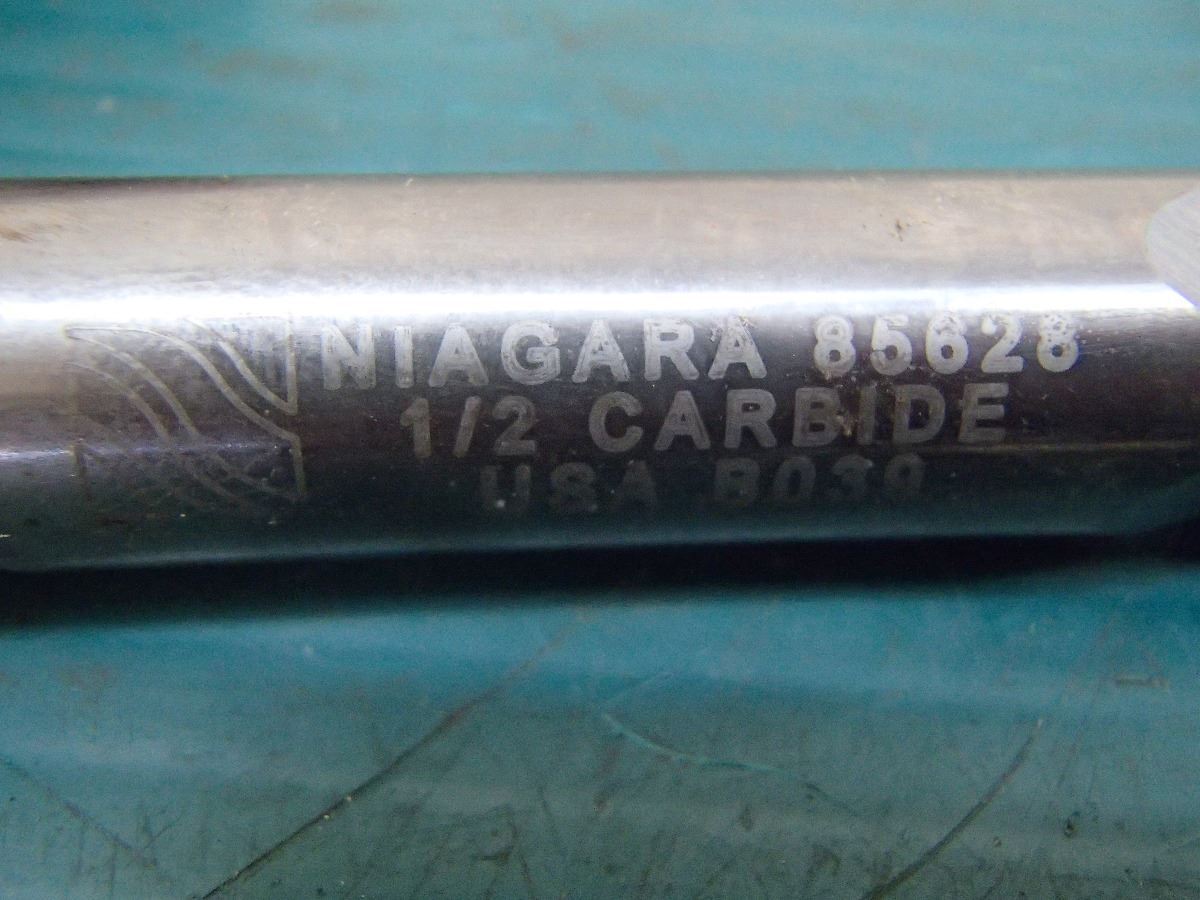 NIAGARA 85628
1/2 CARBIDE
USA B039